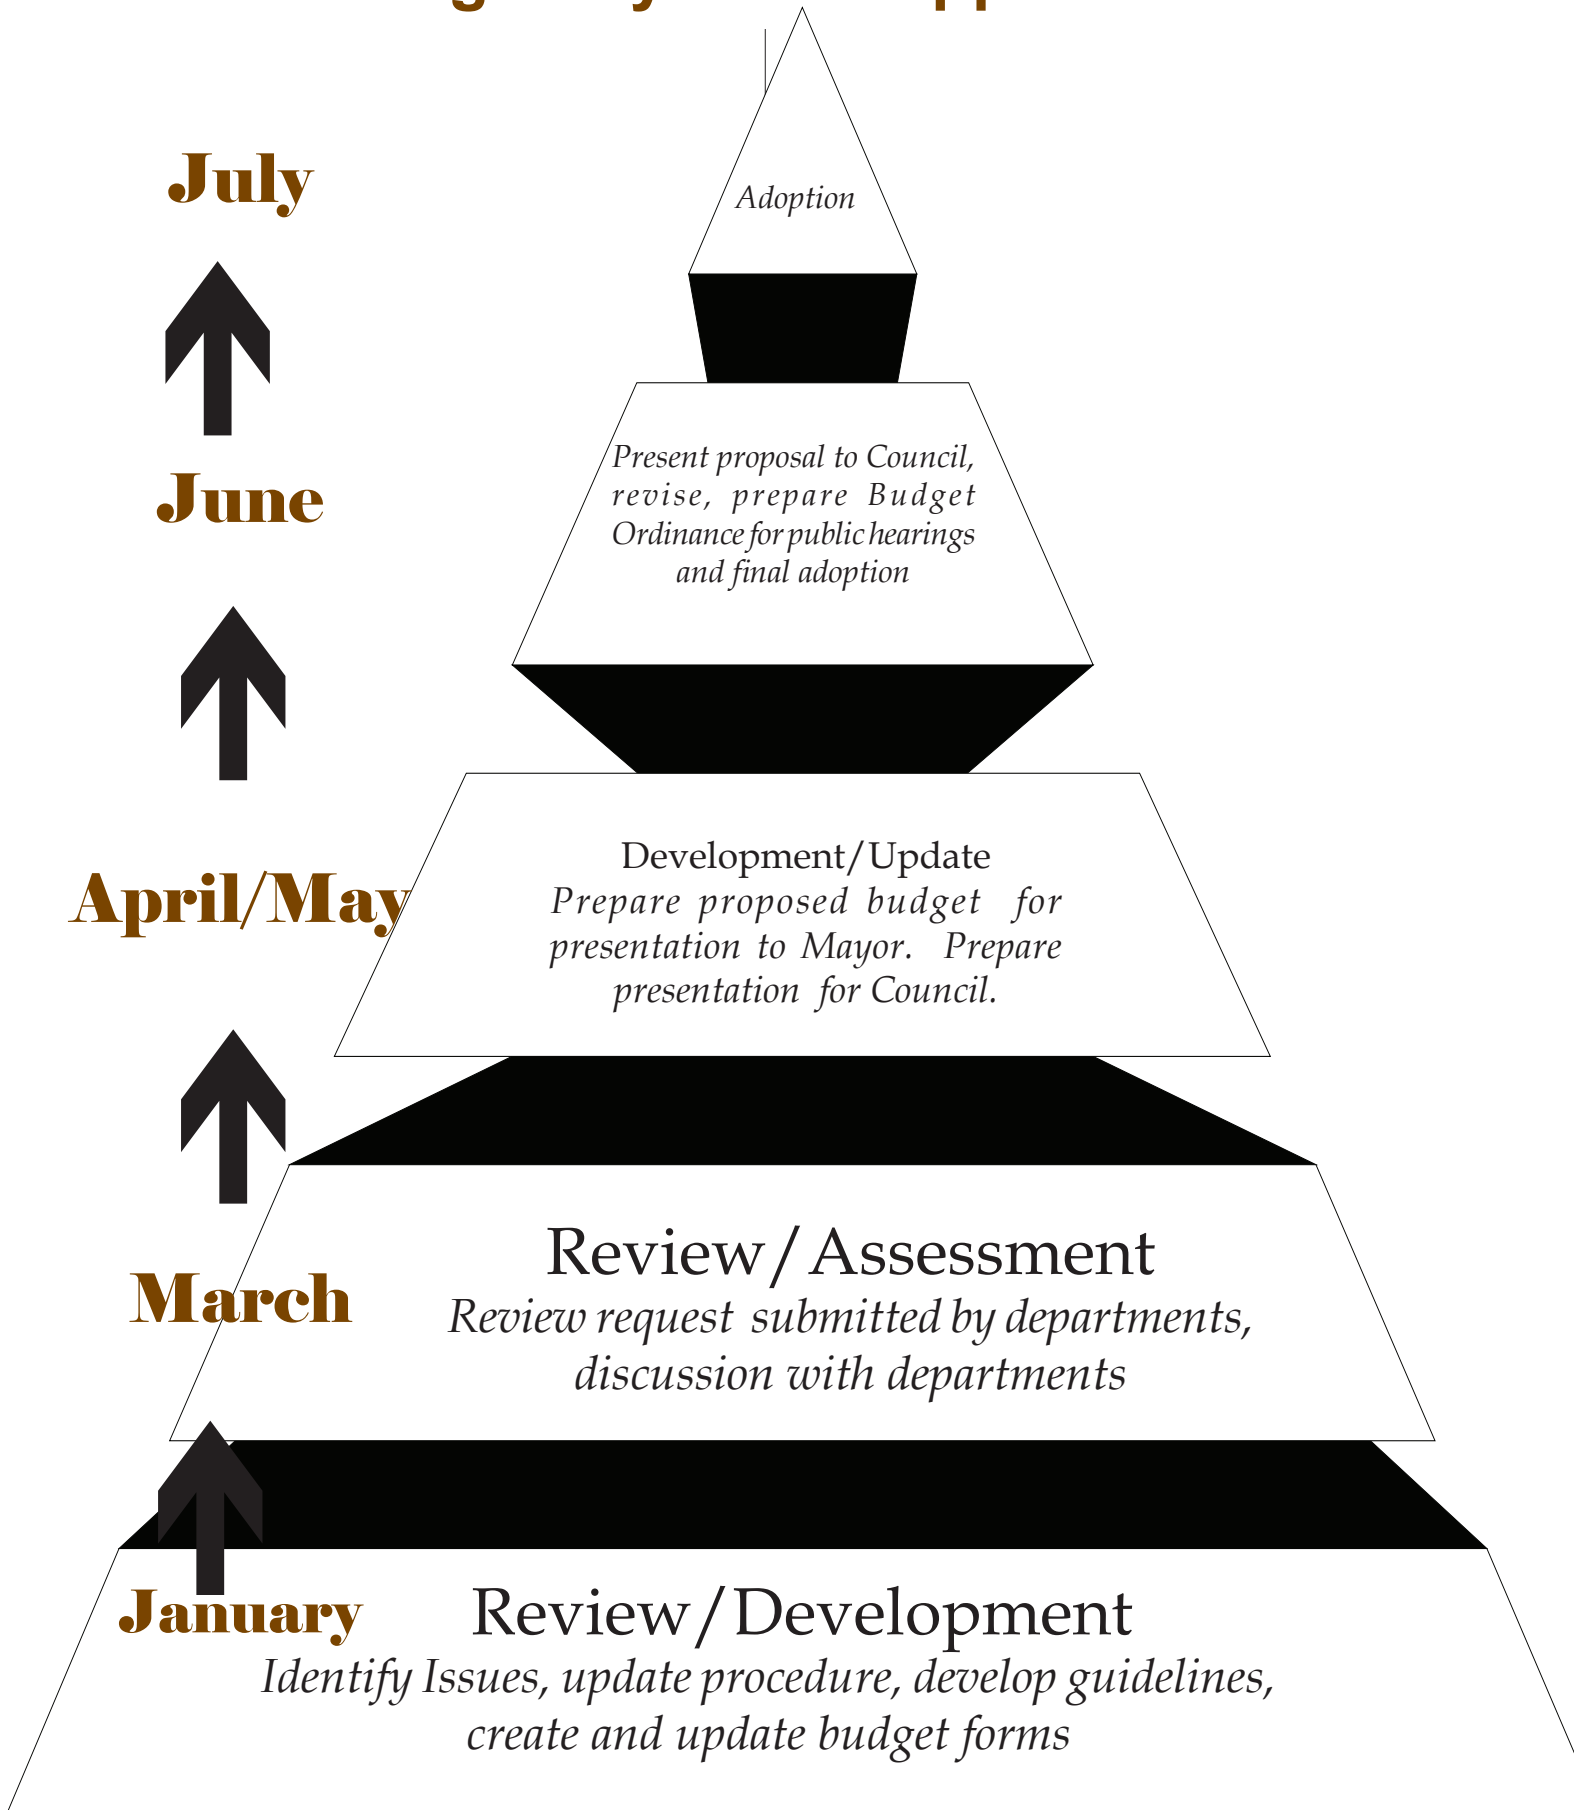 July
Adoption
June
Present proposal to Council,
revise, prepare Budget
Ordinance for public hearings
and final adoption
April/May
Development/Update
Prepare proposed budget for
presentation to Mayor. Prepare
presentation for Council.
March
Review/Assessment
Review request submitted by departments,
discussion with departments
January
Review/Development
Identify Issues, update procedure, develop guidelines,
create and update budget forms